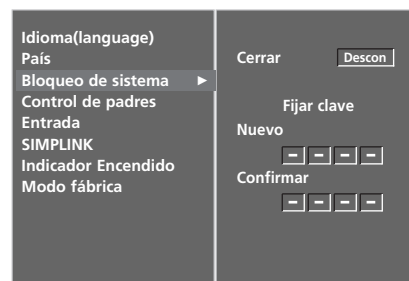 Idioma(language)
País
Bloqueo de sistema ►
Control de padres
Entrada
SIMPLINK
Indicador Encendido
Modo fábrica
Cerrar Descon
Fijar clave
Nuevo
– – – –
Confirmar
– – – –